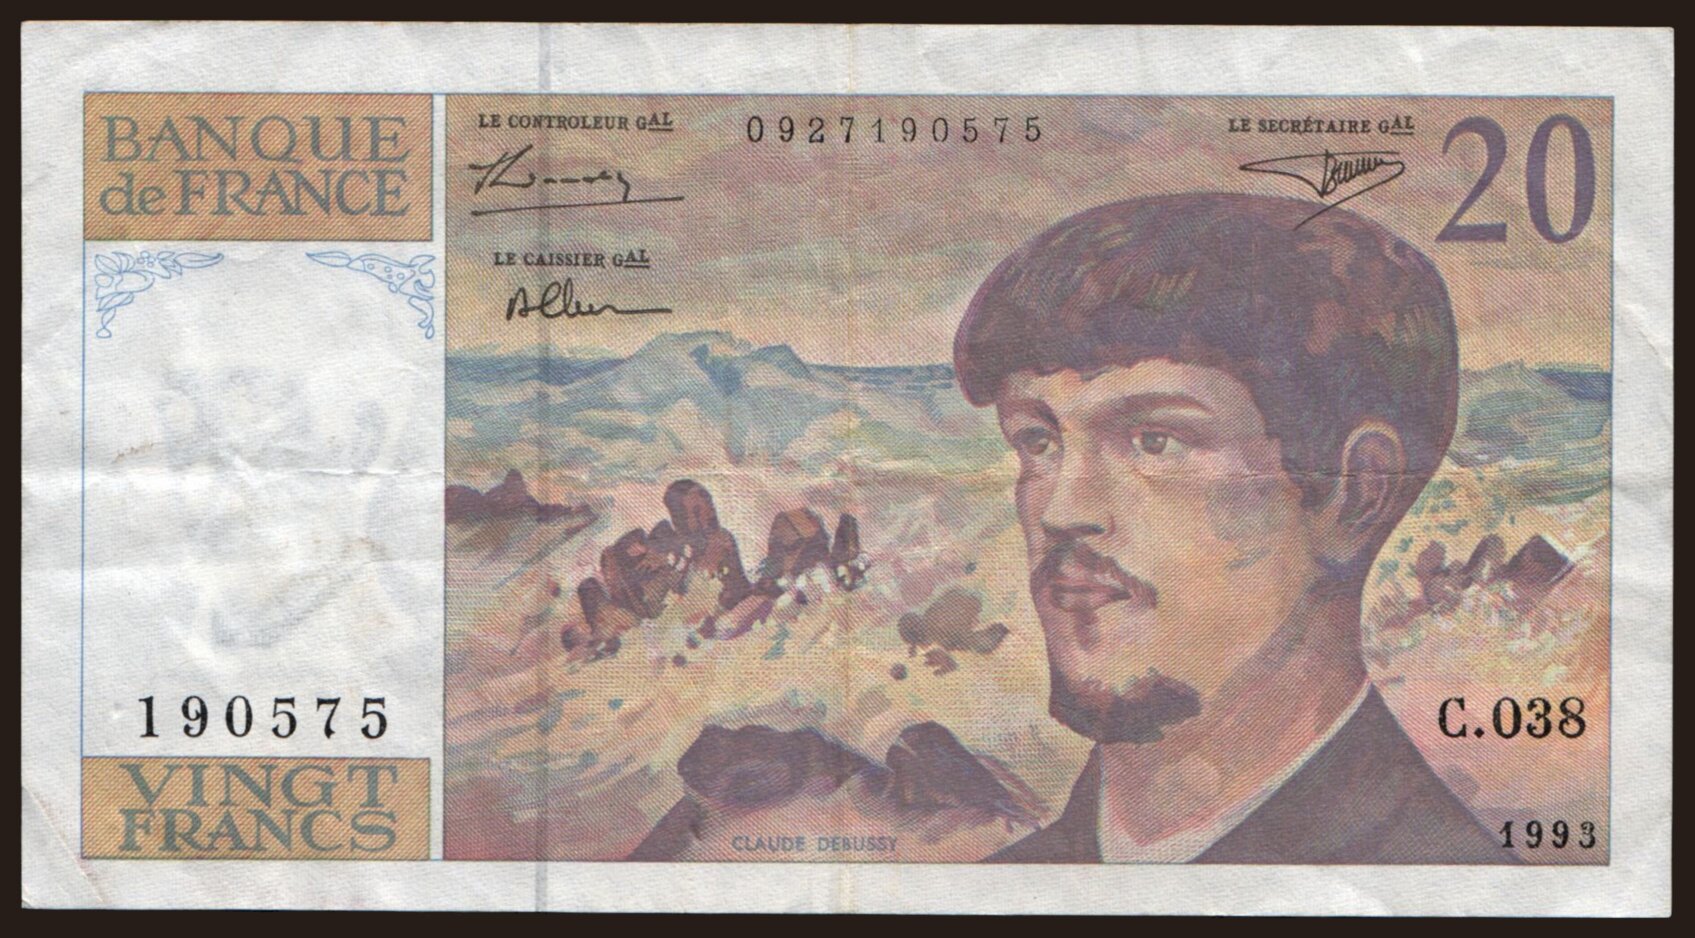 BANQUE
de FRANCE
LE CONTROLEUR GAL
0927190575
LE SECRÉTAIRE GAL
20
LE CAISSIER GAL
190575
C.038
VINGT
FRANCS
CLAUDE DEBUSSY
1993